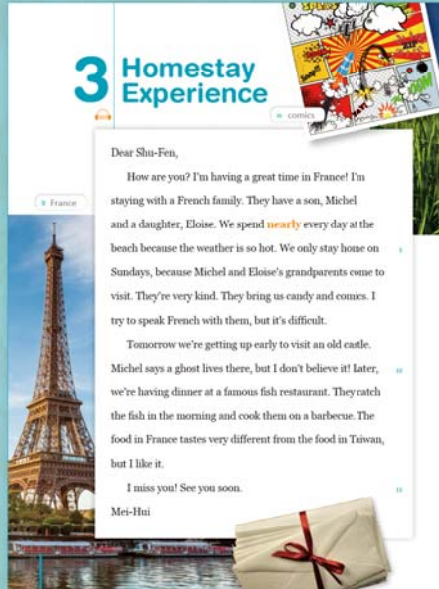 3 Homestay
Experience
comics
Dear Shu-Fen,
France
How are you? I'm having a great time in France! I'm
staying with a French family. They have a son, Michel
and a daughter, Eloise. We spend nearly every day at the
beach because the weather is so hot. We only stay home on
5
Sundays, because Michel and Eloise's grandparents come to
visit. They're very kind. They bring us candy and comics. I
try to speak French with them, but it's difficult.
Tomorrow we're getting up early to visit an old castle.
Michel says a ghost lives there, but I don't believe it! Later,
10
we're having dinner at a famous fish restaurant. They catch
the fish in the morning and cook them on a barbecue. The
food in France tastes very different from the food in Taiwan,
but I like it.
I miss you! See you soon.
15
Mei-Hui